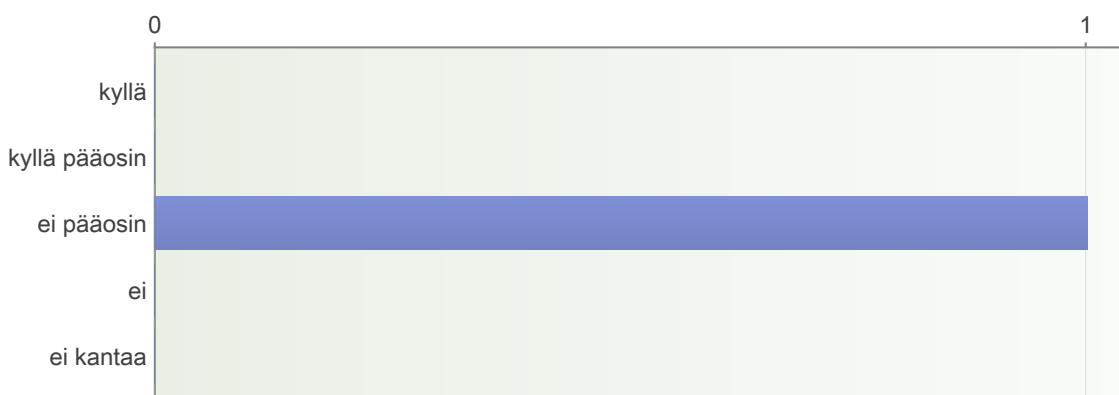 0 1
kyllä
kyllä pääosin
ei pääosin
ei
ei kantaa